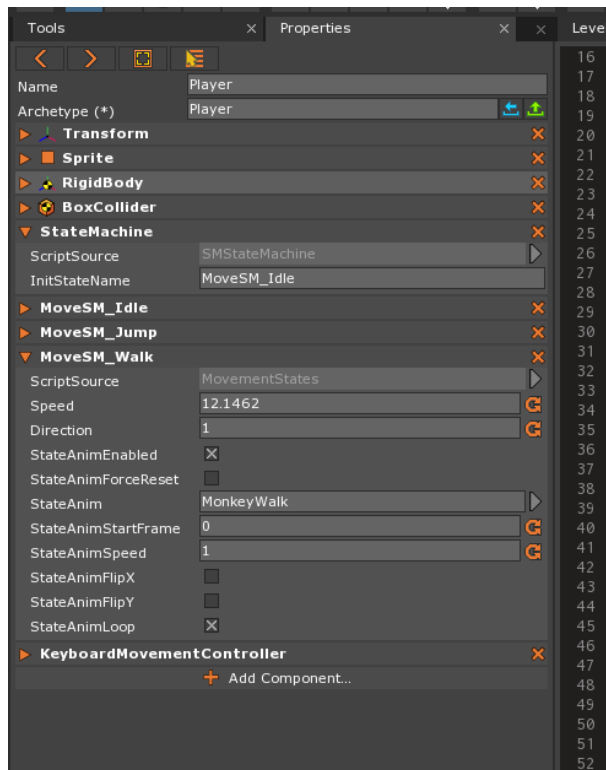 Tools
Properties
Leve
Name Player
Archetype (*) Player
Transform
Sprite
RigidBody
BoxCollider
StateMachine
ScriptSource SMStateMachine
InitStateName MoveSM_Idle
MoveSM_Idle
MoveSM_Jump
MoveSM_Walk
ScriptSource MovementStates
Speed 12.1462
Direction 1
StateAnimEnabled
StateAnimForceReset
StateAnim MonkeyWalk
StateAnimStartFrame 0
StateAnimSpeed 1
StateAnimFlipX
StateAnimFlipY
StateAnimLoop
KeyboardMovementController
Add Component...
16
17
18
19
20
21
22
23
24
25
26
27
28
29
30
31
32
33
34
35
36
37
38
39
40
41
42
43
44
45
46
47
48
49
50
51
52